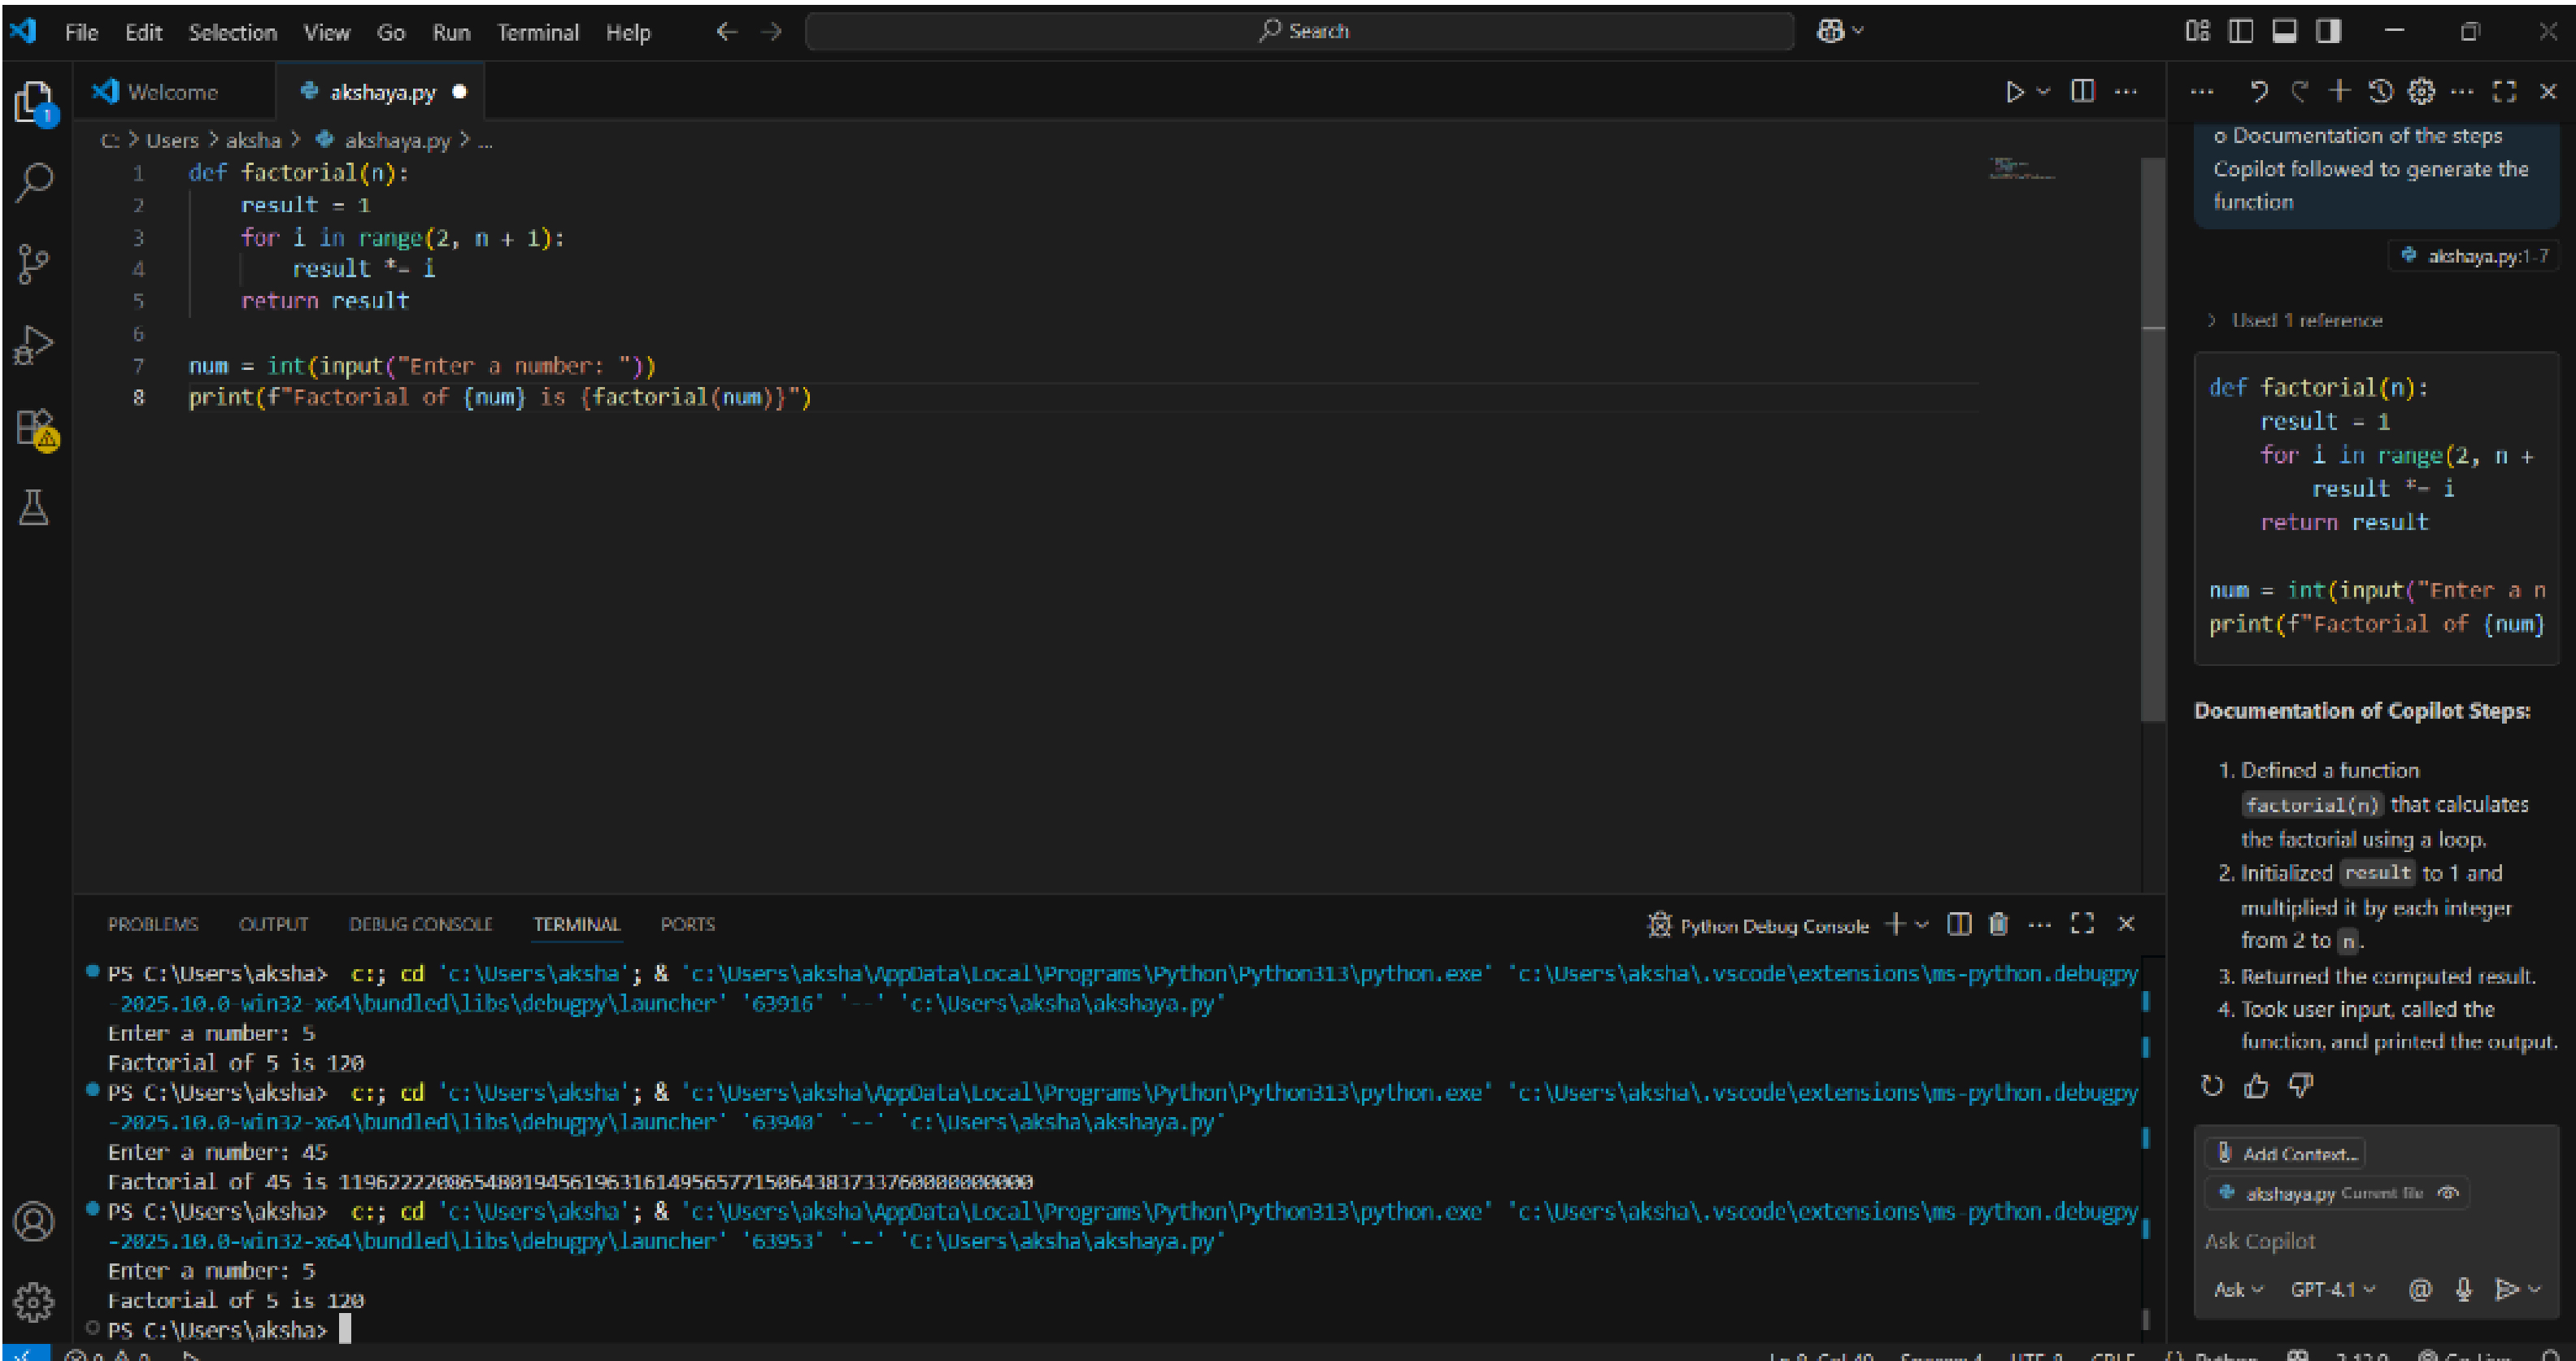 File Edit Selection View Go Run Terminal Help
Search
Welcome
akshaya.py
C: > Users > aksha > akshaya.py > ...
1 def factorial(n):
2 result = 1
3 for i in range(2, n + 1):
4 result *= i
5 return result
6
7 num = int(input("Enter a number: "))
8 print(f"Factorial of {num} is {factorial(num)}")
PROBLEMS OUTPUT DEBUG CONSOLE TERMINAL PORTS
Python Debug Console
PS C:\Users\aksha> c:; cd 'c:\Users\aksha'; & 'c:\Users\aksha\AppData\Local\Programs\Python\Python313\python.exe' 'c:\Users\aksha\.vscode\extensions\ms-python.debugpy
-2025.10.0-win32-x64\bundled\libs\debugpy\launcher' '63916' '--' 'c:\Users\aksha\akshaya.py'
Enter a number: 5
Factorial of 5 is 120
PS C:\Users\aksha> c:; cd 'c:\Users\aksha'; & 'c:\Users\aksha\AppData\Local\Programs\Python\Python313\python.exe' 'c:\Users\aksha\.vscode\extensions\ms-python.debugpy
-2025.10.0-win32-x64\bundled\libs\debugpy\launcher' '63940' '--' 'c:\Users\aksha\akshaya.py'
Enter a number: 45
Factorial of 45 is 119622220865480194561963161495657715064383733760000000000
PS C:\Users\aksha> c:; cd 'c:\Users\aksha'; & 'c:\Users\aksha\AppData\Local\Programs\Python\Python313\python.exe' 'c:\Users\aksha\.vscode\extensions\ms-python.debugpy
-2025.10.0-win32-x64\bundled\libs\debugpy\launcher' '63953' '--' 'C:\Users\aksha\akshaya.py'
Enter a number: 5
Factorial of 5 is 120
PS C:\Users\aksha>
o Documentation of the steps
Copilot followed to generate the
function
akshaya.py:1-7
> Used 1 reference
def factorial(n):
result = 1
for i in range(2, n +
result *= i
return result
num = int(input("Enter a n
print(f"Factorial of {num}
Documentation of Copilot Steps:
1. Defined a function
factorial(n) that calculates
the factorial using a loop.
2. Initialized result to 1 and
multiplied it by each integer
from 2 to n.
3. Returned the computed result.
4. Took user input, called the
function, and printed the output.
Add Context...
akshaya.py Current file
Ask Copilot
Ask GPT-4.1